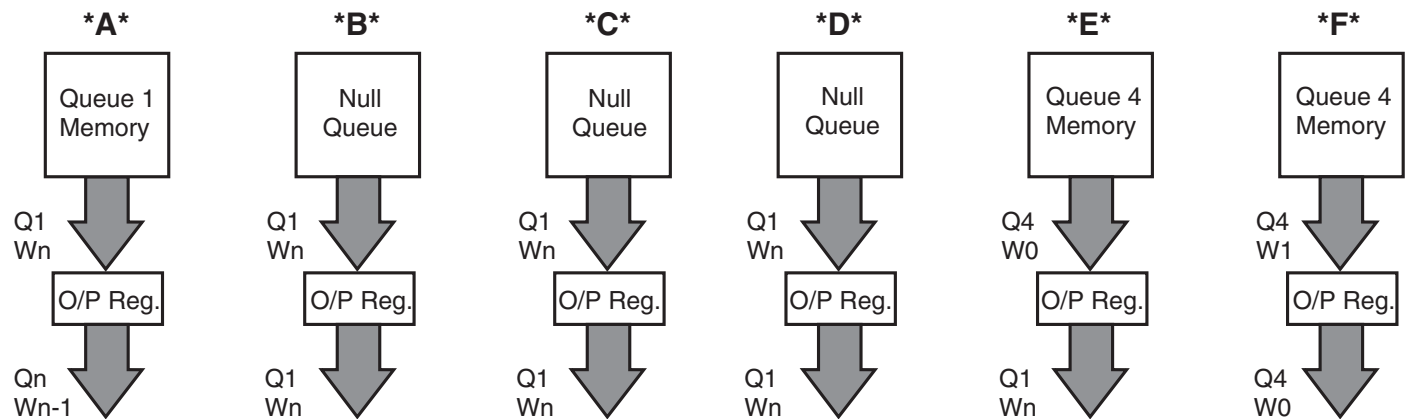 *A* *B* *C* *D* *E* *F*
Queue 1
Memory
Null
Queue
Null
Queue
Null
Queue
Queue 4
Memory
Queue 4
Memory
Q1
Wn
Q1
Wn
Q1
Wn
Q1
Wn
Q4
W0
Q4
W1
O/P Reg. O/P Reg. O/P Reg. O/P Reg. O/P Reg. O/P Reg.
Qn
Wn-1
Q1
Wn
Q1
Wn
Q1
Wn
Q1
Wn
Q4
W0